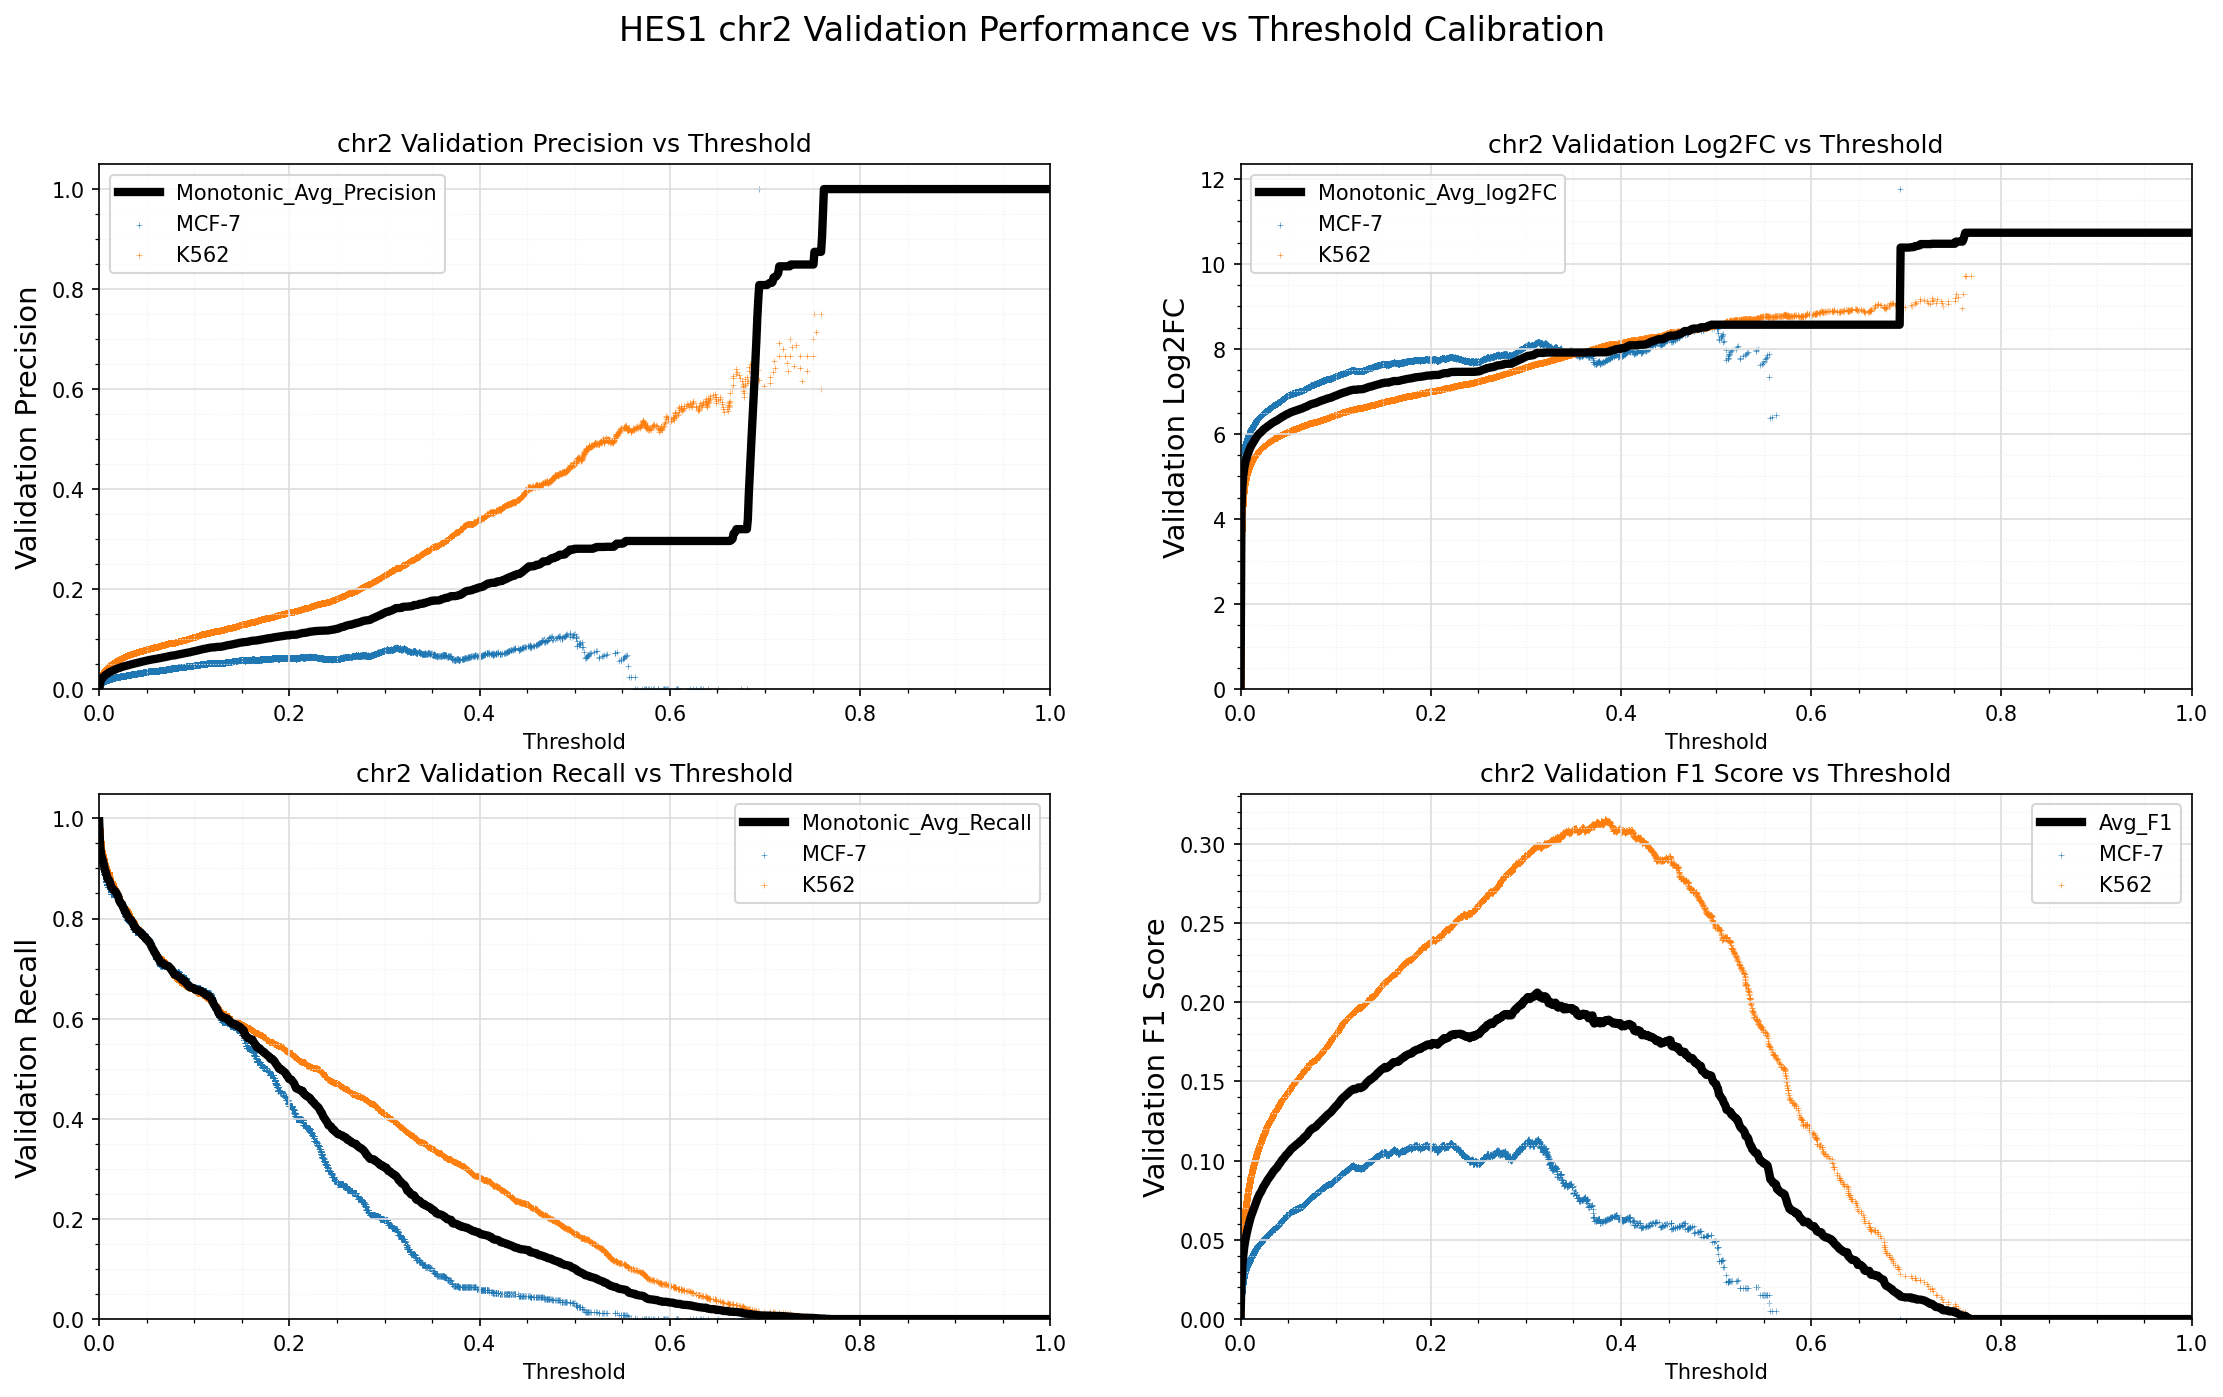 HES1 chr2 Validation Performance vs Threshold Calibration
chr2 Validation Precision vs Threshold
Validation Precision
1.0
0.8
0.6
0.4
0.2
0.0
Monotonic_Avg_Precision
MCF-7
K562
0.0 0.2 0.4 0.6 0.8 1.0
Threshold
chr2 Validation Log2FC vs Threshold
Validation Log2FC
12
10
8
6
4
2
0
Monotonic_Avg_log2FC
MCF-7
K562
0.0 0.2 0.4 0.6 0.8 1.0
Threshold
chr2 Validation Recall vs Threshold
Validation Recall
1.0
0.8
0.6
0.4
0.2
0.0
Monotonic_Avg_Recall
MCF-7
K562
0.0 0.2 0.4 0.6 0.8 1.0
Threshold
chr2 Validation F1 Score vs Threshold
Validation F1 Score
0.30
0.25
0.20
0.15
0.10
0.05
0.00
Avg_F1
MCF-7
K562
0.0 0.2 0.4 0.6 0.8 1.0
Threshold